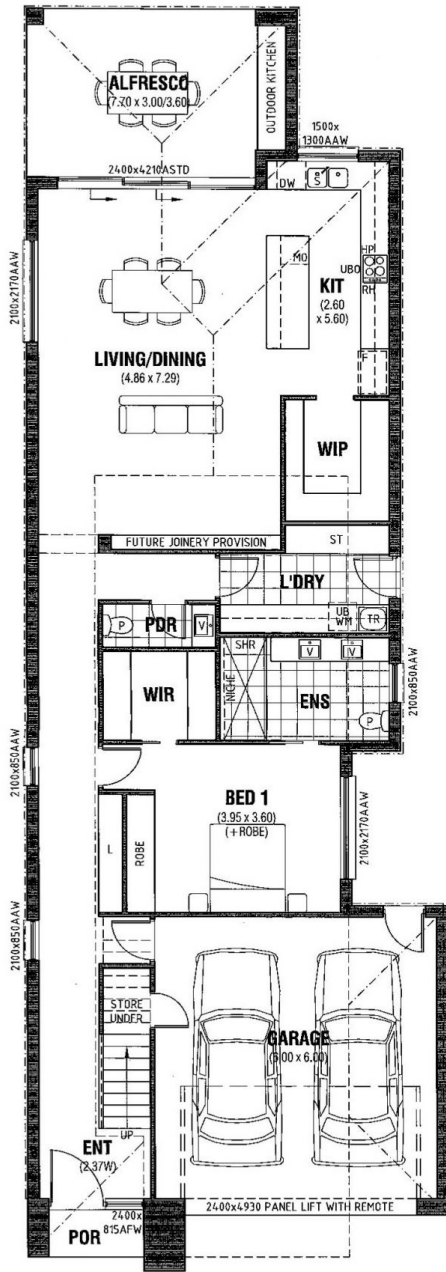 ALFRESCO
(7.70 x 3.00/3.60)
OUTDOOR KITCHEN
1500x
1300AAW
2400x4210ASTD
DW
S
2100x2170AAW
MO
HP
UBO
RH
KIT
(2.60
x 5.60)
F
LIVING/DINING
(4.86 x 7.29)
WIP
FUTURE JOINERY PROVISION
ST
L'DRY
P
PDR
V
UB
WM
TR
SHR
V
V
WIR
NICHE
ENS
P
2100x850AAW
2100x850AAW
BED 1
(3.95 x 3.60)
(+ROBE)
2100x2170AAW
L
ROBE
2100x850AAW
STORE
UNDER
GARAGE
(6.00 x 6.00)
UP
ENT
(2.37W)
2400x
815AFW
2400x4930 PANEL LIFT WITH REMOTE
POR